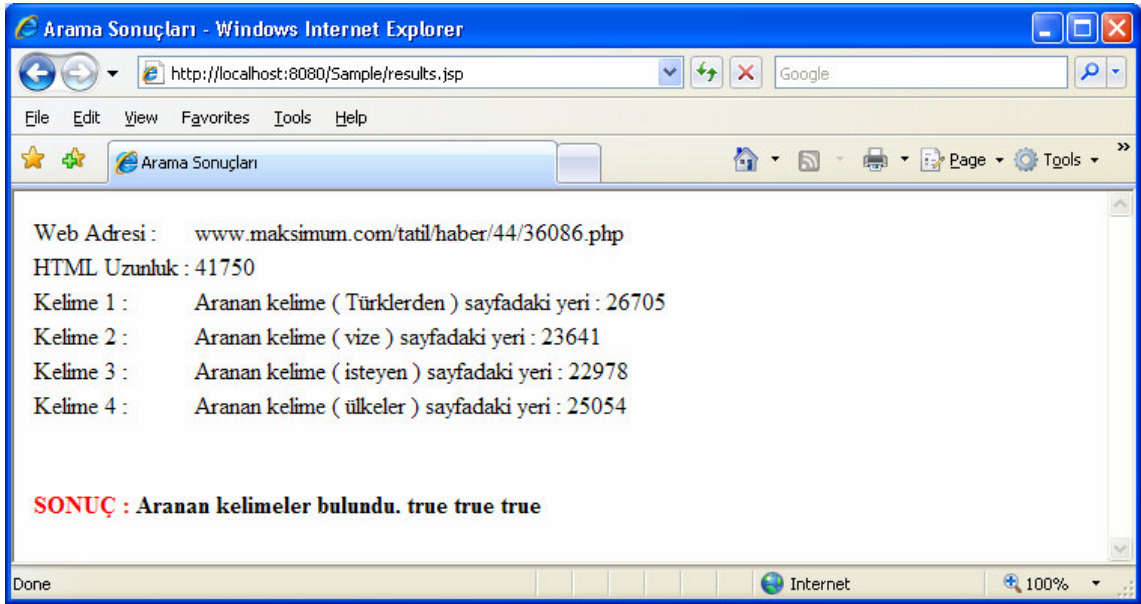 Arama Sonuçları - Windows Internet Explorer
http://localhost:8080/Sample/results.jsp
Google
File Edit View Favorites Tools Help
Arama Sonuçları
Page Tools
Web Adresi : www.maksimum.com/tatil/haber/44/36086.php
HTML Uzunluk : 41750
Kelime 1 : Aranan kelime ( Türklerden ) sayfadaki yeri : 26705
Kelime 2 : Aranan kelime ( vize ) sayfadaki yeri : 23641
Kelime 3 : Aranan kelime ( isteyen ) sayfadaki yeri : 22978
Kelime 4 : Aranan kelime ( ülkeler ) sayfadaki yeri : 25054
SONUÇ : Aranan kelimeler bulundu. true true true
Done Internet 100%